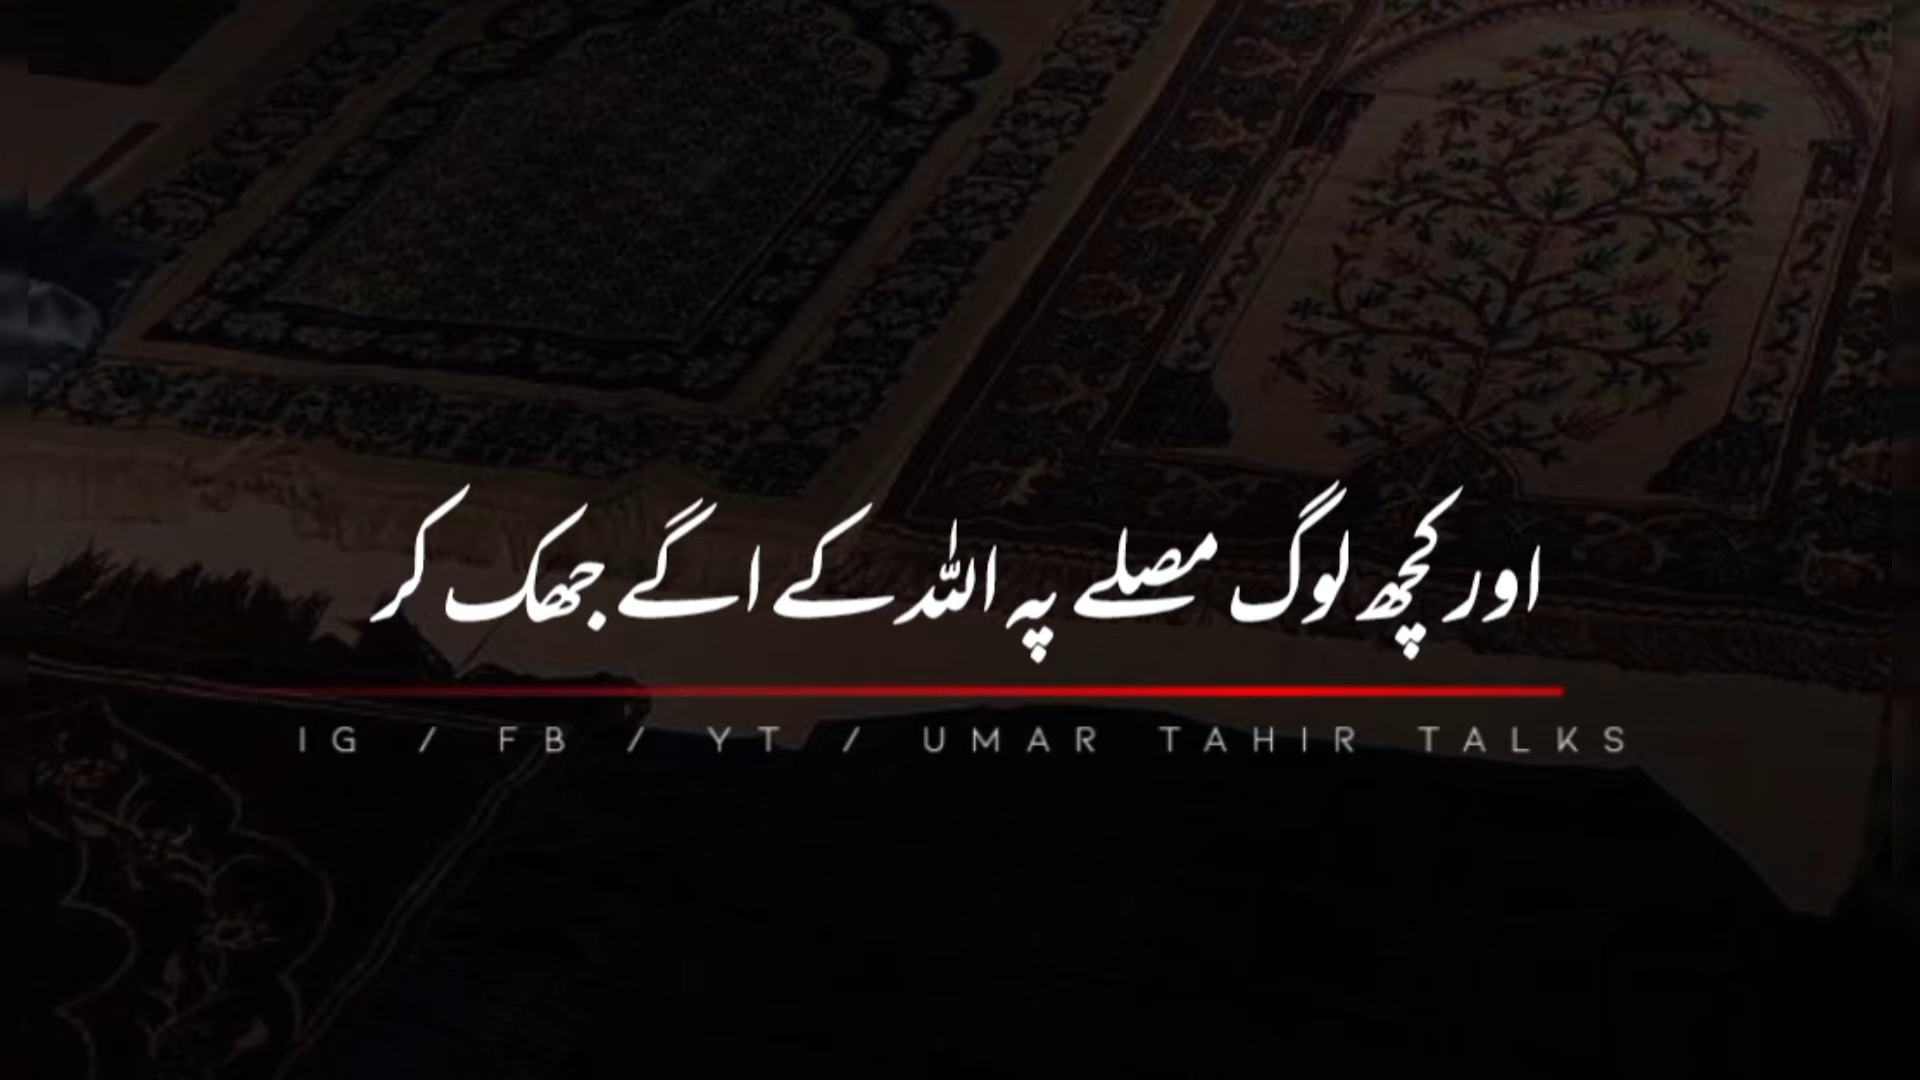 اور کچھ لوگ مصلے پہ اللہ کے اگے جھک کر
IG / FB / YT / UMAR TAHIR TALKS